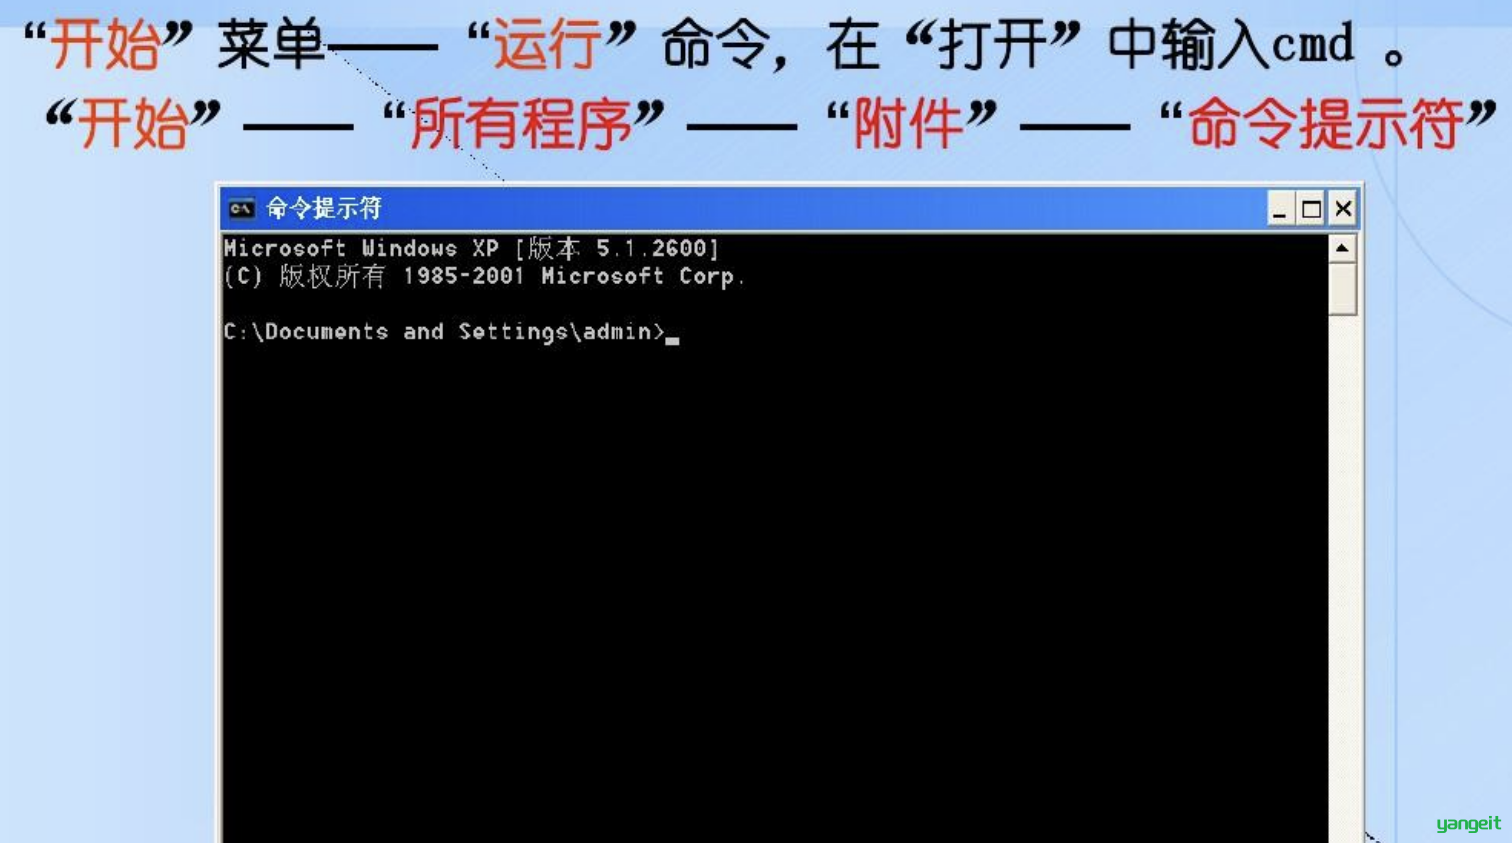 “开始”菜单——“运行”命令，在“打开”中输入cmd 。
“开始”——“所有程序”——“附件”——“命令提示符”
命令提示符
Microsoft Windows XP [版本 5.1.2600]
(C) 版权所有 1985-2001 Microsoft Corp.
C:\Documents and Settings\admin>_
yangeit